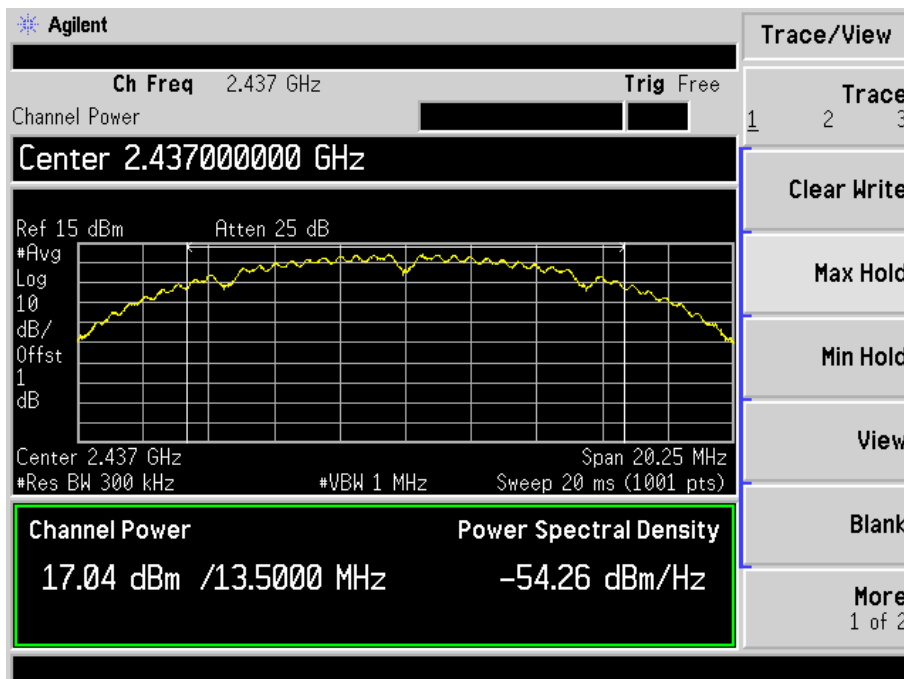 Agilent
Trace/View
Ch Freq 2.437 GHz Trig Free
Channel Power
Trace
1 2 3
Center 2.437000000 GHz
Clear Write
Ref 15 dBm Atten 25 dB
#Avg
Log
10
dB/
Offst
1
dB
Max Hold
Min Hold
View
Center 2.437 GHz Span 20.25 MHz
#Res BW 300 kHz #VBW 1 MHz Sweep 20 ms (1001 pts)
Blank
Channel Power Power Spectral Density
17.04 dBm /13.5000 MHz -54.26 dBm/Hz
More
1 of 2